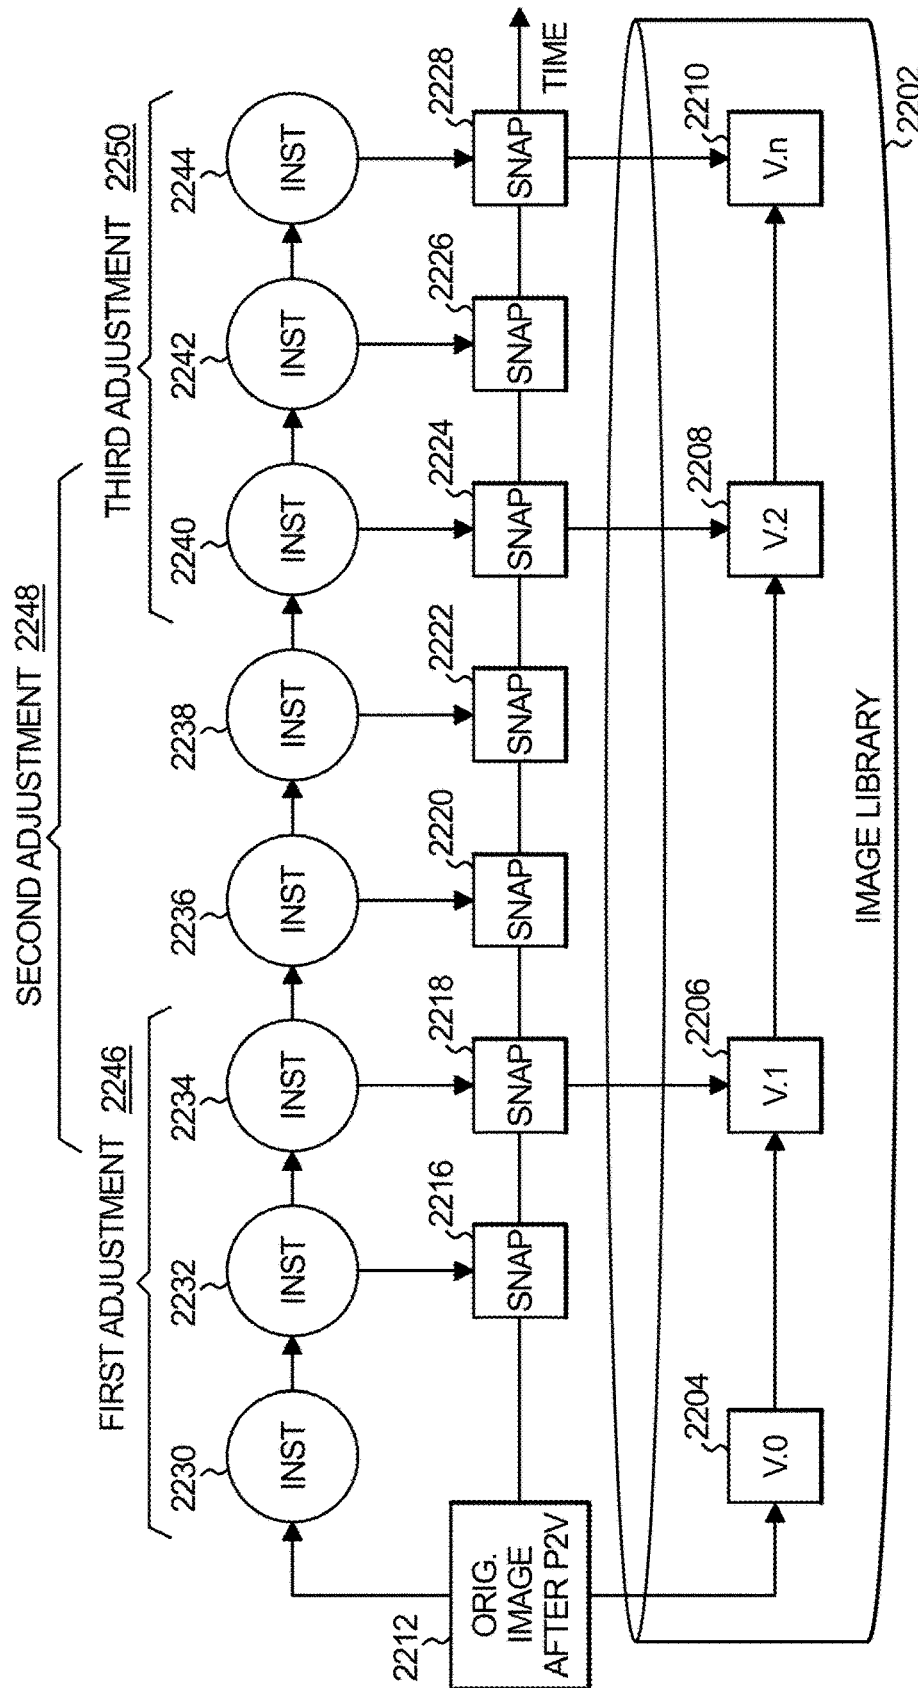 SECOND ADJUSTMENT 2248
FIRST ADJUSTMENT 2246
THIRD ADJUSTMENT 2250
2230
2232
2234
2236
2238
2240
2242
2244
INST
INST
INST
INST
INST
INST
INST
INST
2212
2216
2218
2220
2222
2224
2226
2228
ORIG.
IMAGE
AFTER P2V
SNAP
SNAP
SNAP
SNAP
SNAP
SNAP
SNAP
TIME
2204
2206
2208
2210
V.0
V.1
V.2
V.n
IMAGE LIBRARY
2202